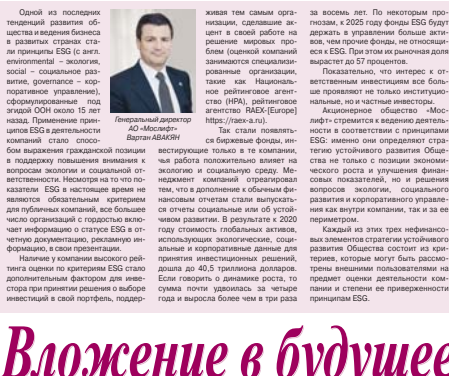 Одной из последних
тенденций развития об-
щества и ведения бизнеса
в развитых странах ста-
ли принципы ESG (с англ.
environmental – экология,
social – социальное раз-
витие, governance – кор-
поративное управление),
сформулированные под
эгидой ООН около 15 лет
назад. Применение прин-
ципов ESG в деятельности
компаний стало спосо-
бом выражения гражданской позиции
в поддержку повышения внимания к
вопросам экологии и социальной от-
ветственности. Несмотря на то что по-
казатели ESG в настоящее время не
являются обязательным критерием
для публичных компаний, все большее
число организаций с гордостью вклю-
чает информацию о статусе ESG в от-
четную документацию, рекламную ин-
формацию, в свои презентации.
Наличие у компании высокого рей-
тинга оценки по критериям ESG стало
дополнительным фактором для инве-
стора при принятии решения о выборе
инвестиций в свой портфель, поддер-
Генеральный директор
АО «Мослифт»
Вартан АВАКЯН
живая тем самым орга-
низации, сделавшие ак-
цент в своей работе на
решение мировых про-
блем (оценкой компаний
занимаются специализи-
рованные организации,
такие как Националь-
ное рейтинговое агент-
ство (НРА), рейтинговое
агентство RAEX-[Europe]
https://raex-a.ru).
Так стали появлять-
ся биржевые фонды, ин-
вестирующие только в те компании,
чья работа положительно влияет на
экологию и социальную среду. Ме-
неджмент компаний отреагировал
тем, что в дополнение к обычным фи-
нансовым отчетам стали выпускать-
ся отчеты социальные или об устой-
чивом развитии. В результате к 2020
году стоимость глобальных активов,
использующих экологические, соци-
альные и корпоративные данные для
принятия инвестиционных решений,
дошла до 40,5 триллиона долларов.
Если говорить о динамике роста, то
сумма почти удвоилась за четыре
года и выросла более чем в три раза
за восемь лет. По некоторым про-
гнозам, к 2025 году фонды ESG будут
держать в управлении больше акти-
вов, чем прочие фонды, не относящи-
еся к ESG. При этом их рыночная доля
вырастет до 57 процентов.
Показательно, что интерес к от-
ветственным инвестициям все боль-
ше проявляют не только институцио-
нальные, но и частные инвесторы.
Акционерное общество «Мос-
лифт» стремится к ведению деятель-
ности в соответствии с принципами
ESG: именно они определяют стра-
тегию устойчивого развития Обще-
ства не только с позиции экономи-
ческого роста и улучшения финан-
совых показателей, но и решения
вопросов экологии, социального
развития и корпоративного управле-
ния как внутри компании, так и за ее
периметром.
Каждый из этих трех нефинансо-
вых элементов стратегии устойчивого
развития Общества состоит из кри-
териев, которые могут быть рассмо-
трены внешними пользователями на
предмет оценки деятельности ком-
пании и степени ее приверженности
принципам ESG.
Вложение в будущее